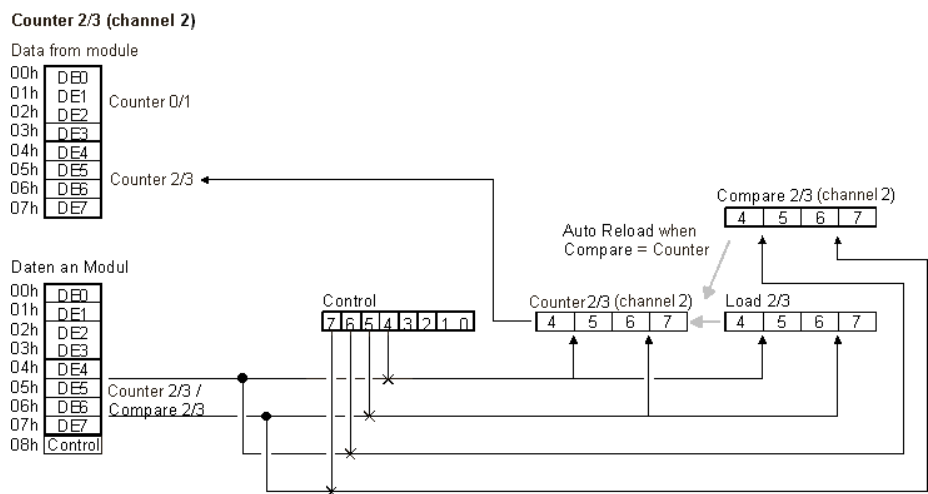 Counter 2/3 (channel 2)
Data from module
00h DE0
01h DE1
02h DE2
03h DE3
04h DE4
05h DE5
06h DE6
07h DE7
Counter 0/1
Counter 2/3
Compare 2/3 (channel 2)
4 5 6 7
Auto Reload when
Compare = Counter
Daten an Modul
00h DE0
01h DE1
02h DE2
03h DE3
04h DE4
05h DE5
06h DE6
07h DE7
08h Control
Counter 2/3 /
Compare 2/3
Control
7 6 5 4 3 2 1 0
Counter2/3 (channel 2)
4 5 6 7
Load 2/3
4 5 6 7